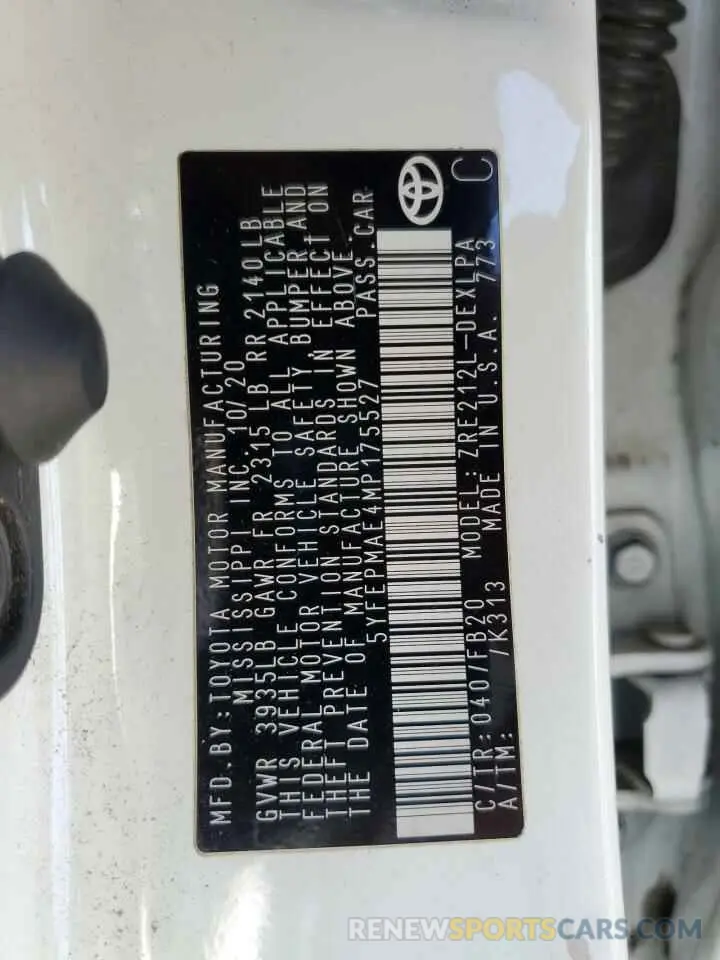 MFD. BY: TOYOTA MOTOR MANUFACTURING
MISSISSIPPI INC. 10/20
GVWR 3935LB GAWR FR 2315 LB RR 2140LB
THIS VEHICLE CONFORMS TO ALL APPLICABLE
FEDERAL MOTOR VEHICLE SAFETY, BUMPER AND
THEFT PREVENTION STANDARDS IN EFFECT ON
THE DATE OF MANUFACTURE SHOWN ABOVE.
5YFEPMAE4MP175527 PASS.CAR
C/TR:040/FB20 MODEL: ZRE212L-DEXLPA
A/TM: /K313 MADE IN U.S.A. 773
C
RENEWSPORTSCARS.COM